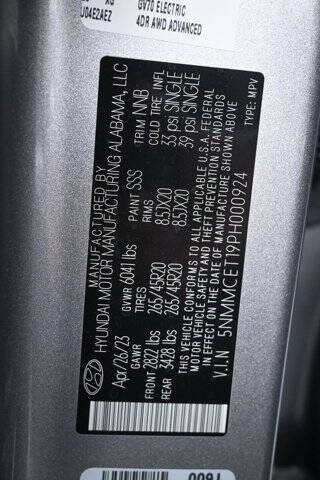 GV70 ELECTRIC
4DR AWD ADVANCED
U04E2AEZ
MANUFACTURED BY
HYUNDAI MOTOR MANUFACTURING ALABAMA, LLC
Apr/26/23 GVWR 6041 lbs PAINT SSS TRIM NNB
GAWR TIRES RIMS COLD TIRE INFL
FRONT 2822 lbs 265/45R20 8.5JX20 33 psi SINGLE
REAR 3428 lbs 265/45R20 8.5JX20 39 psi SINGLE
THIS VEHICLE CONFORMS TO ALL APPLICABLE U.S.A. FEDERAL
MOTOR VEHICLE SAFETY AND THEFT PREVENTION STANDARDS
IN EFFECT ON THE DATE OF MANUFACTURE SHOWN ABOVE
V.I.N 5NMMCET19PH000924 TYPE: MPV